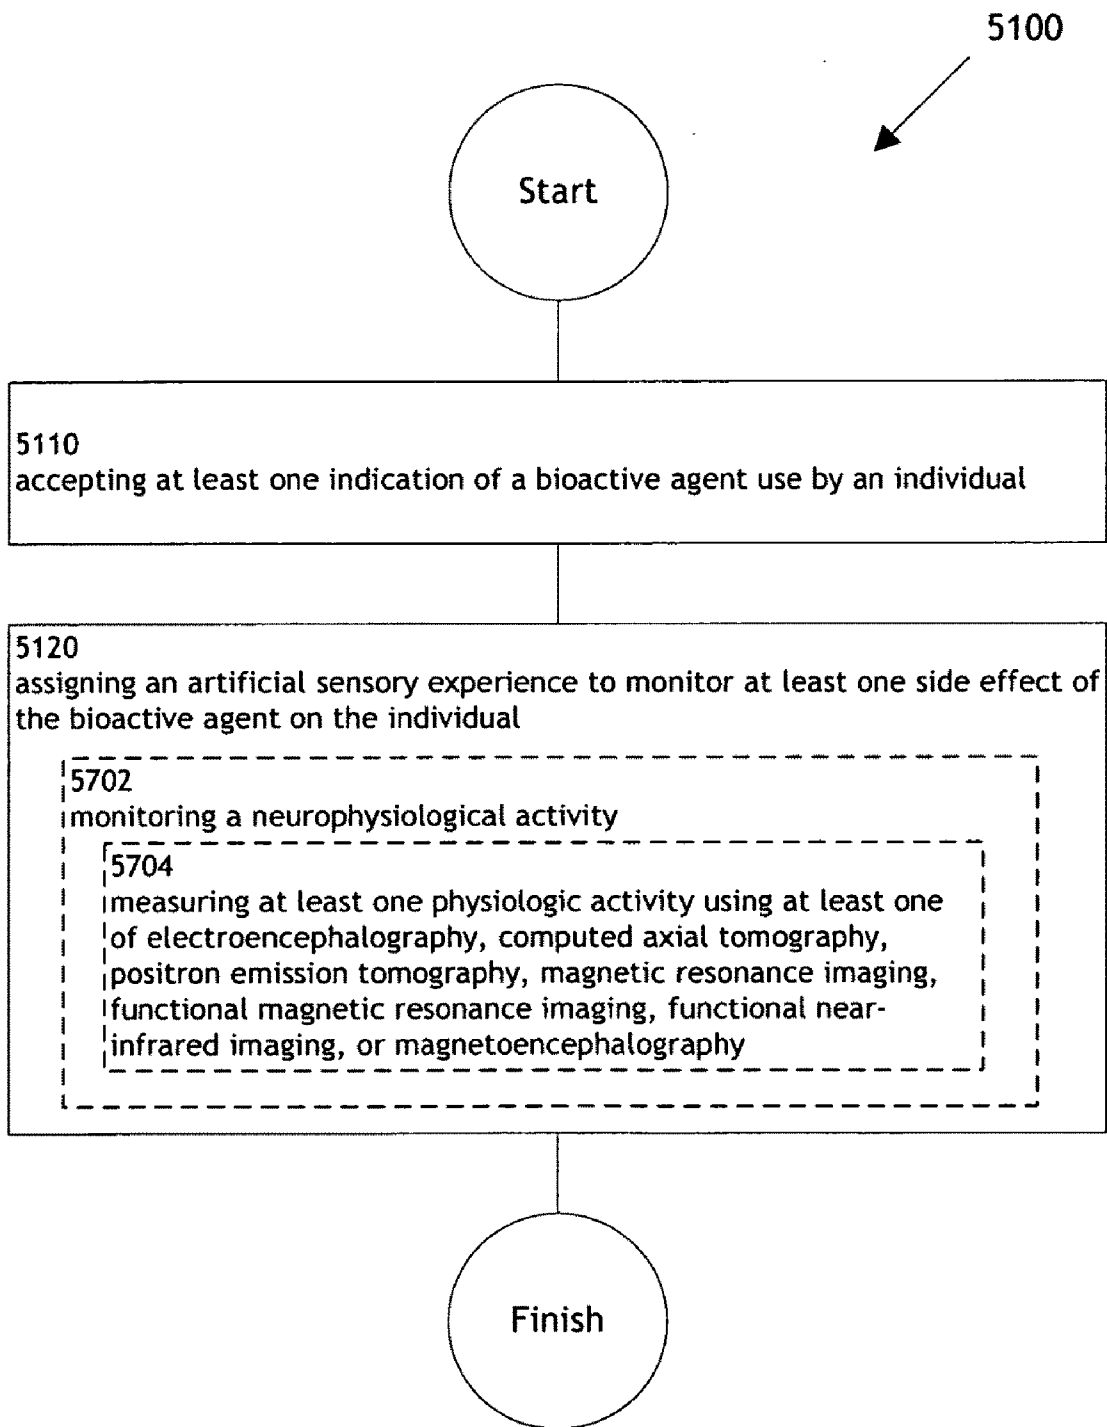 5100
Start
5110
accepting at least one indication of a bioactive agent use by an individual
5120
assigning an artificial sensory experience to monitor at least one side effect of
the bioactive agent on the individual
5702
monitoring a neurophysiological activity
5704
measuring at least one physiologic activity using at least one
of electroencephalography, computed axial tomography,
positron emission tomography, magnetic resonance imaging,
functional magnetic resonance imaging, functional near-
infrared imaging, or magnetoencephalography
Finish